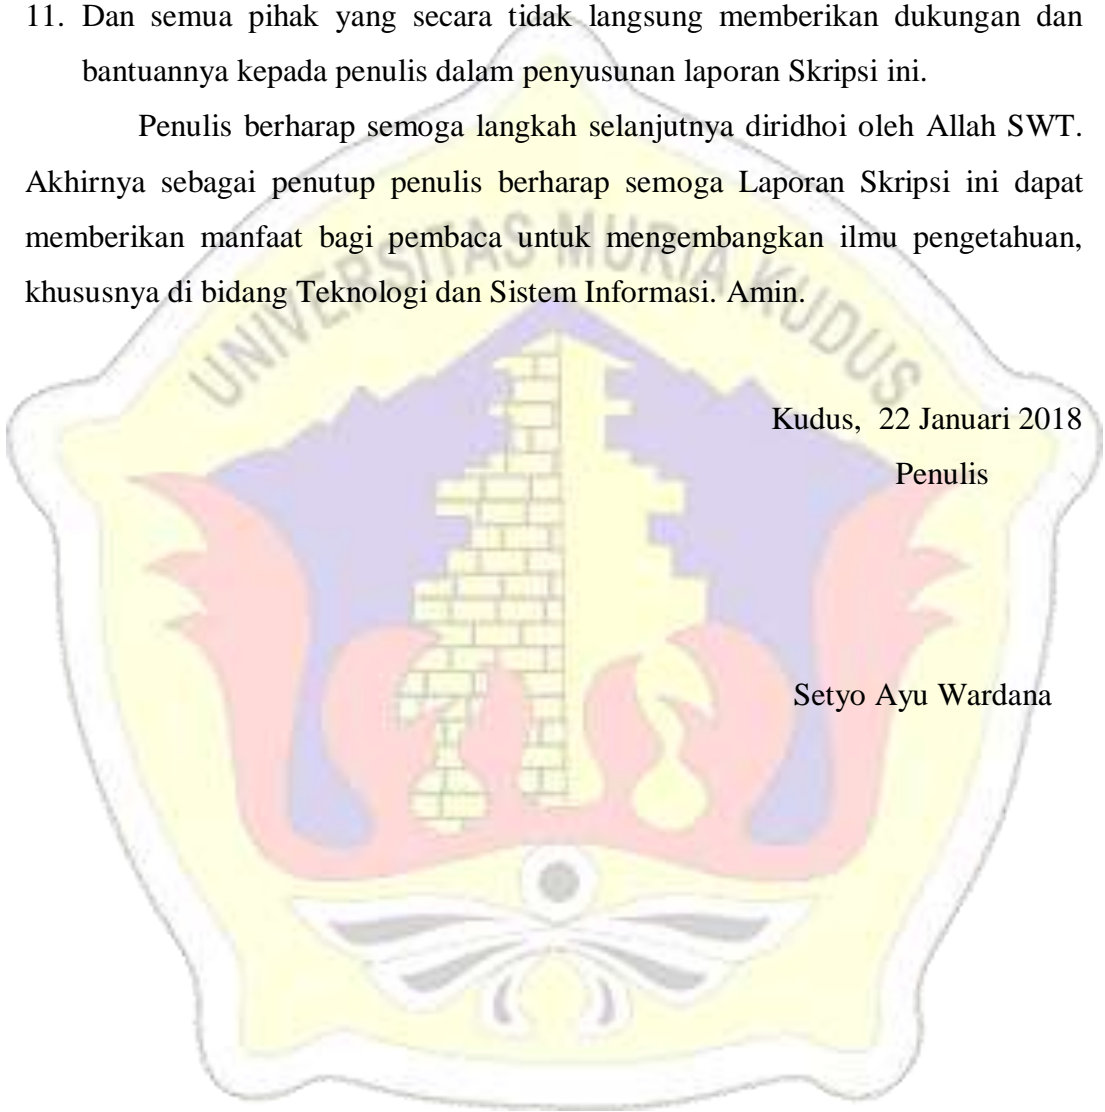 11. Dan semua pihak yang secara tidak langsung memberikan dukungan dan
bantuannya kepada penulis dalam penyusunan laporan Skripsi ini.
Penulis berharap semoga langkah selanjutnya diridhoi oleh Allah SWT.
Akhirnya sebagai penutup penulis berharap semoga Laporan Skripsi ini dapat
memberikan manfaat bagi pembaca untuk mengembangkan ilmu pengetahuan,
khususnya di bidang Teknologi dan Sistem Informasi. Amin.
UNIVERSITAS MURIA KUDUS
Kudus, 22 Januari 2018
Penulis
Setyo Ayu Wardana